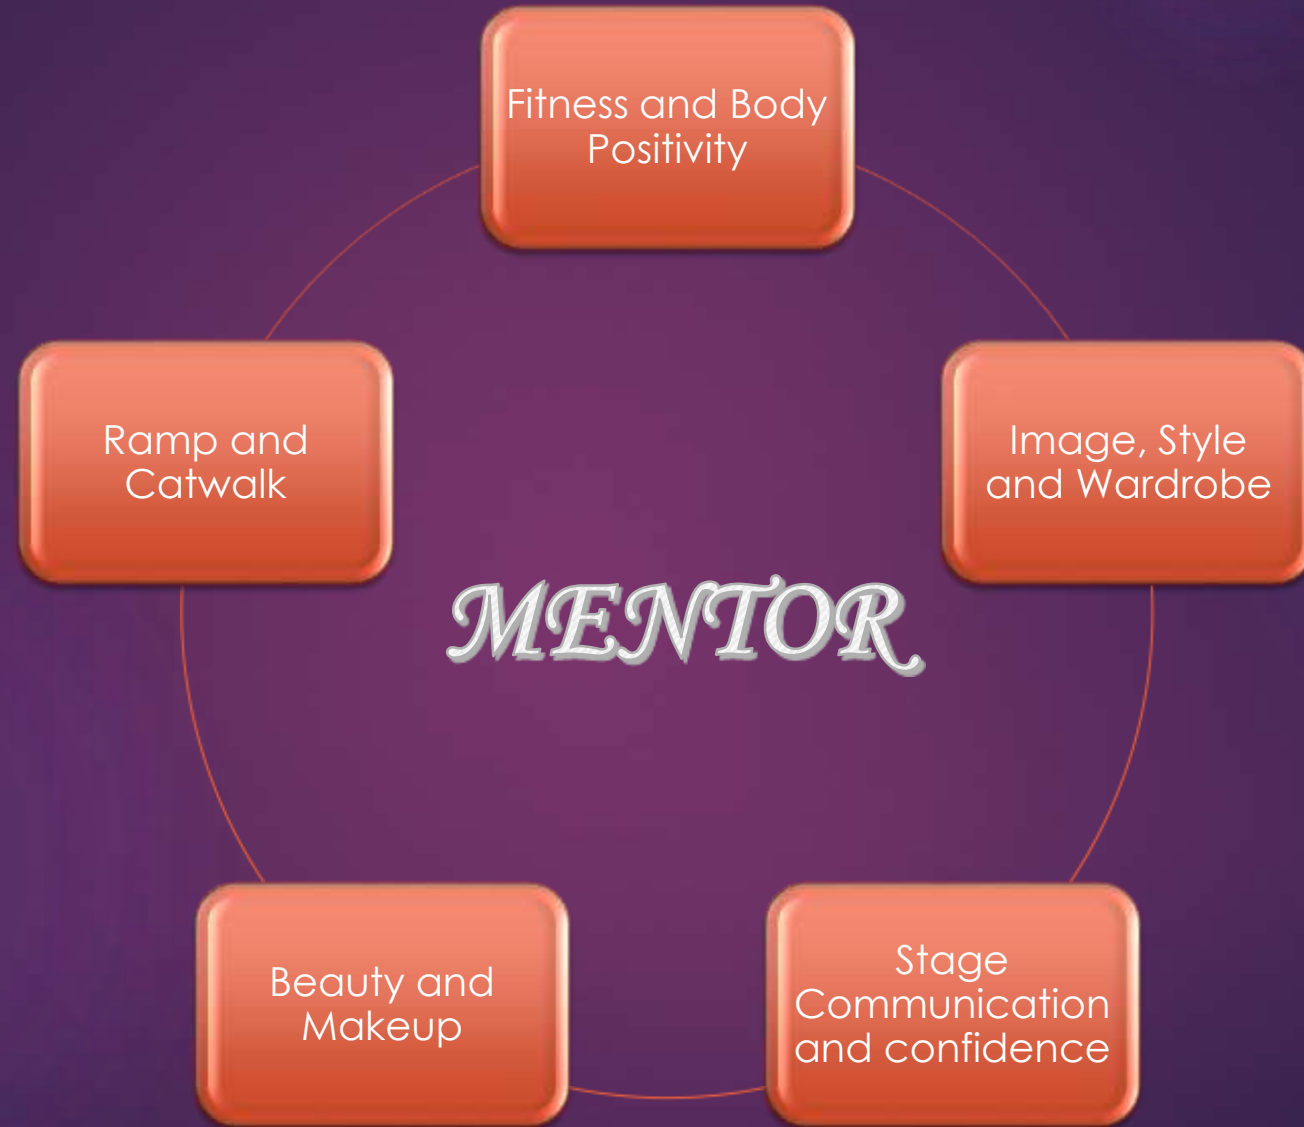 Fitness and Body
Positivity
Image, Style
and Wardrobe
Stage
Communication
and confidence
Beauty and
Makeup
Ramp and
Catwalk
MENTOR